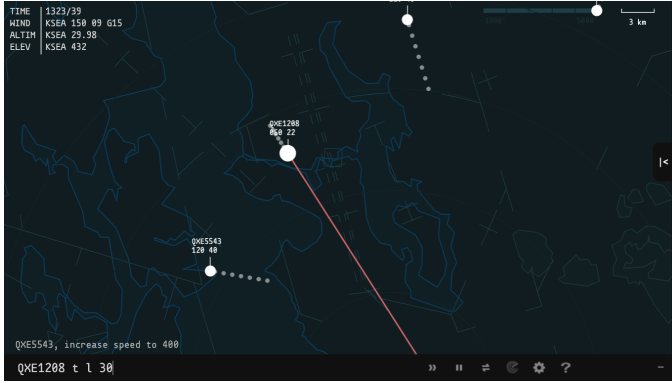 TIME 1323/39
WIND KSEA 150 09 G15
ALTIM KSEA 29.98
ELEV KSEA 432
3 km
QXE1208
050 22
|<
QXE5543
120 40
QXE5543, increase speed to 400
QXE1208 t l 30
?